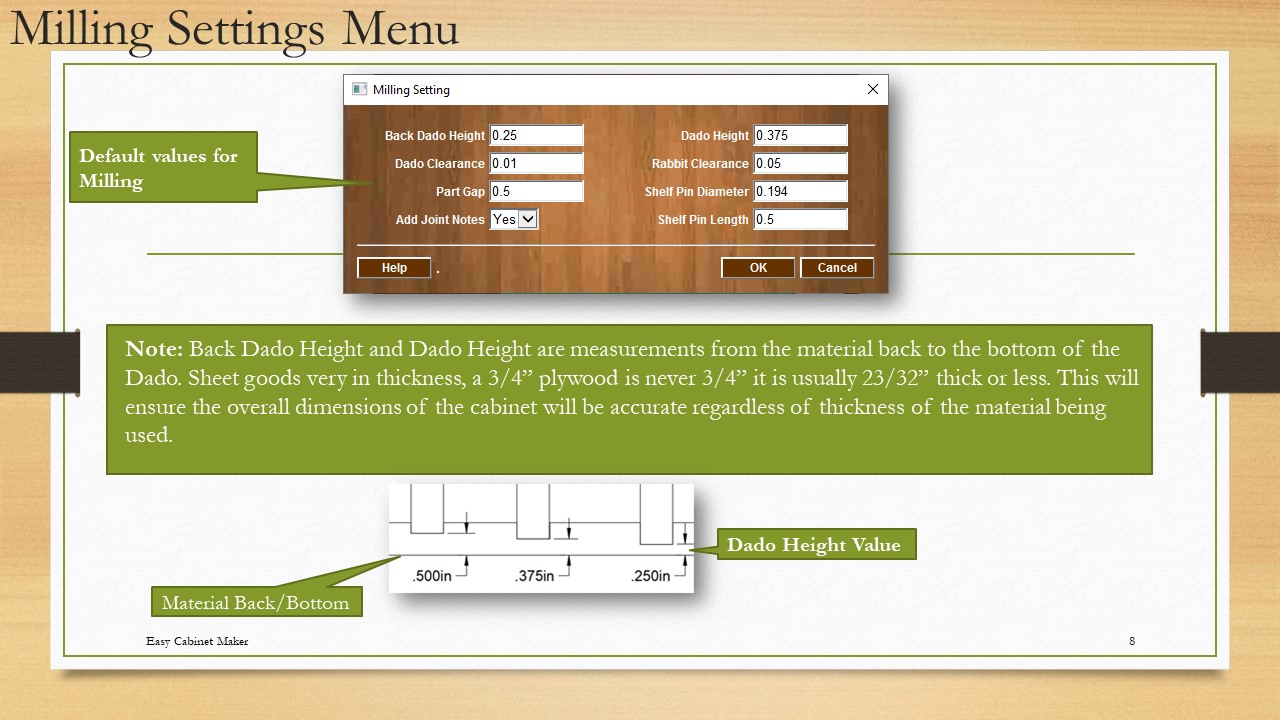 Milling Settings Menu
Milling Setting
Default values for
Milling
Back Dado Height 0.25 Dado Height 0.375
Dado Clearance 0.01 Rabbit Clearance 0.05
Part Gap 0.5 Shelf Pin Diameter 0.194
Add Joint Notes Yes Shelf Pin Length 0.5
Help . OK Cancel
Note: Back Dado Height and Dado Height are measurements from the material back to the bottom of the
Dado. Sheet goods very in thickness, a 3/4” plywood is never 3/4” it is usually 23/32” thick or less. This will
ensure the overall dimensions of the cabinet will be accurate regardless of thickness of the material being
used.
Dado Height Value
.500in .375in .250in
Material Back/Bottom
Easy Cabinet Maker 8